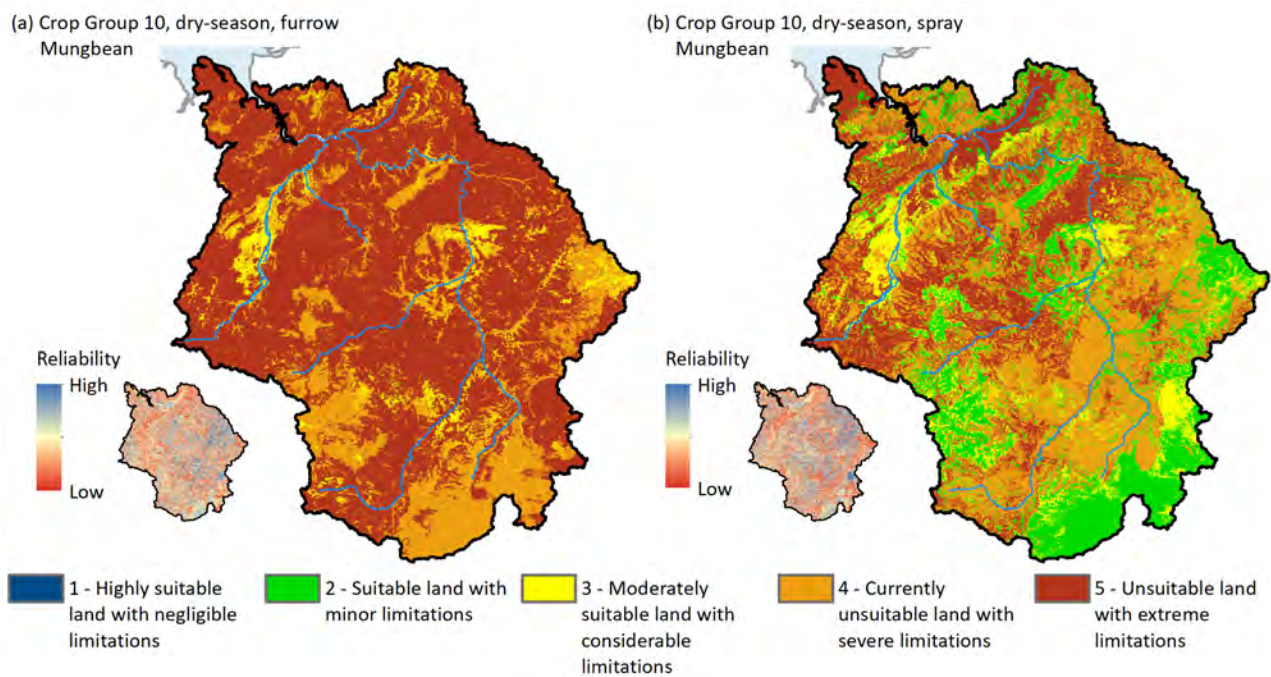 (a) Crop Group 10, dry-season, furrow
Mungbean
(b) Crop Group 10, dry-season, spray
Mungbean
Reliability
High
Low
Reliability
High
Low
1 - Highly suitable
land with negligible
limitations
2 - Suitable land with
minor limitations
3 - Moderately
suitable land with
considerable
limitations
4 - Currently
unsuitable land with
severe limitations
5 - Unsuitable land
with extreme
limitations